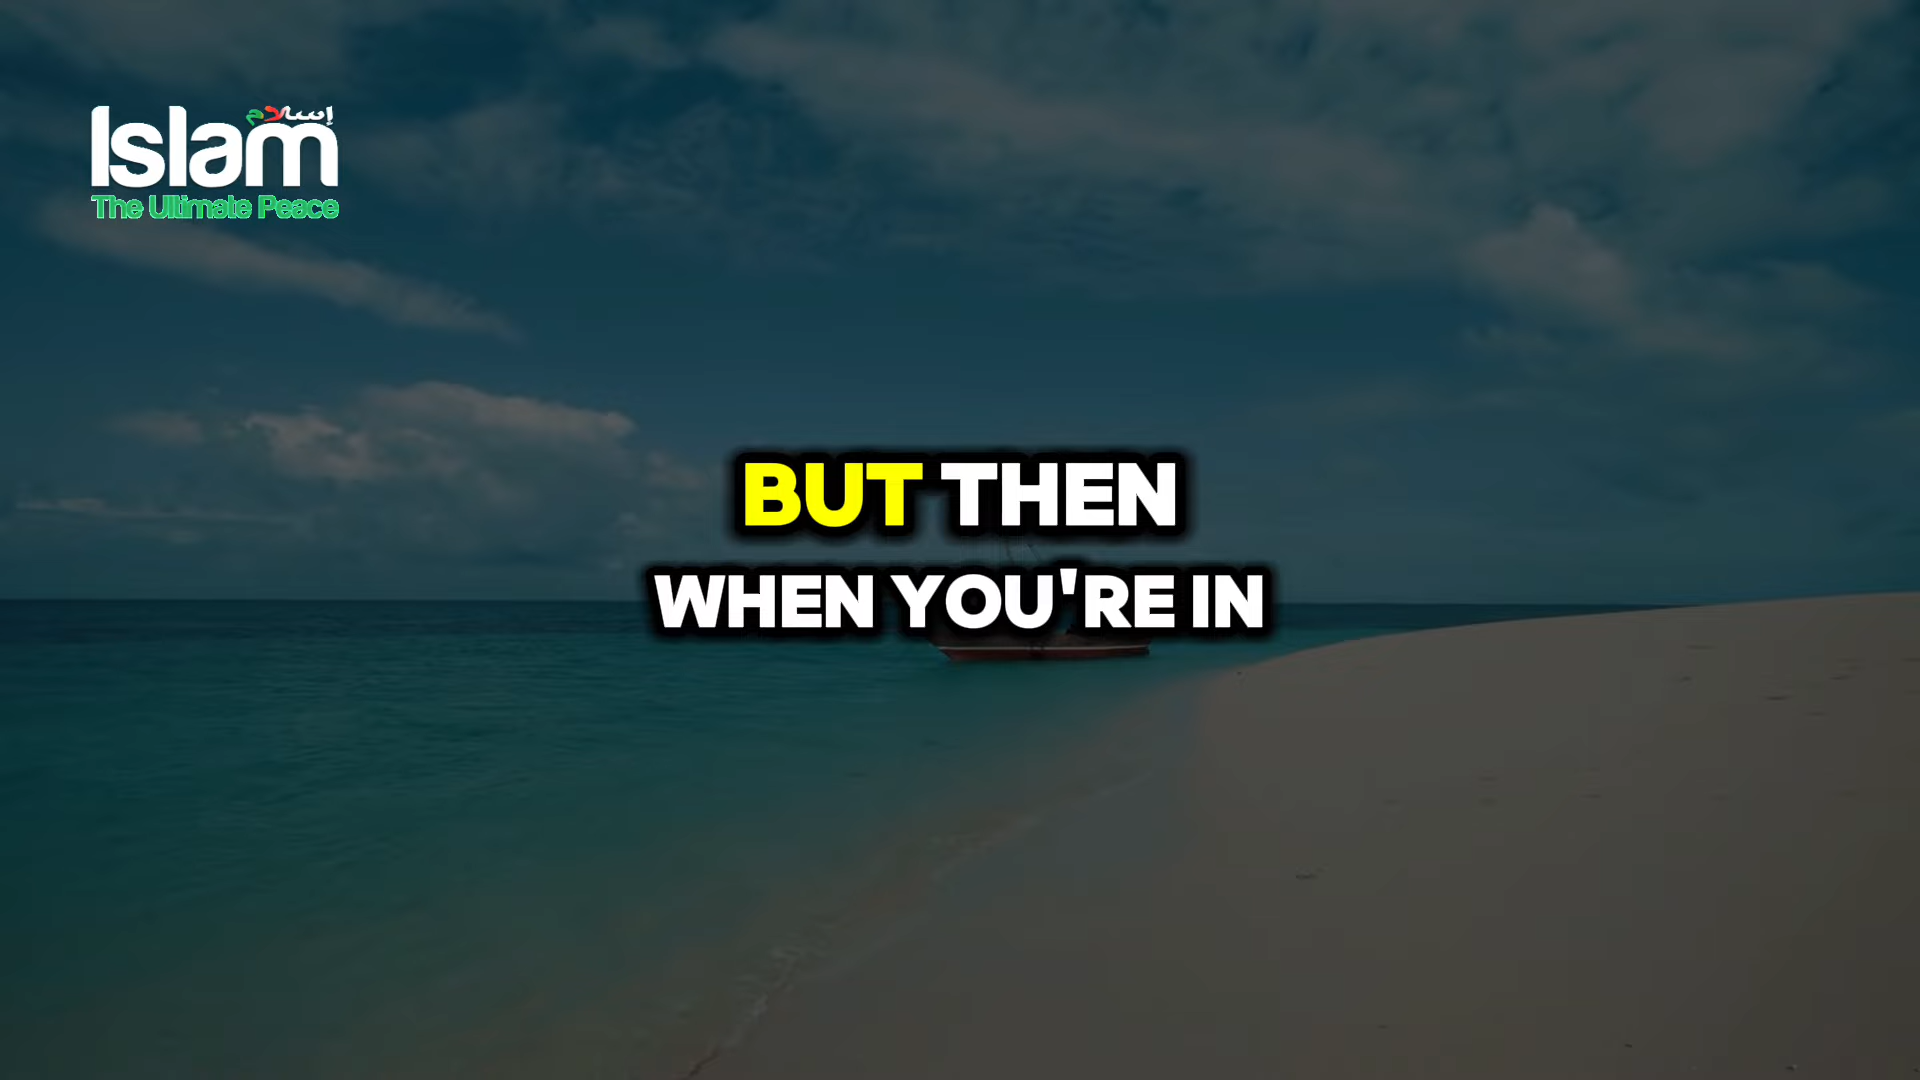 إسلام
Islam
The Ultimate Peace
BUT THEN
WHEN YOU'RE IN